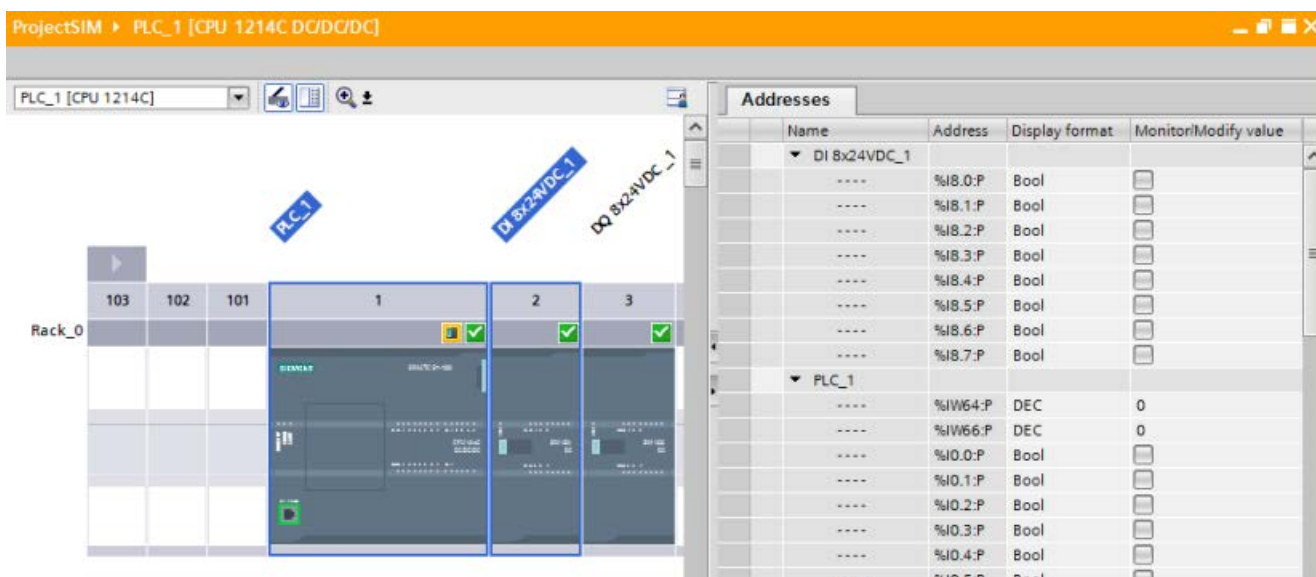 ProjectSIM ▸ PLC_1 [CPU 1214C DC/DC/DC]
PLC_1 [CPU 1214C]
PLC_1
DI 8x24VDC_1
DQ 8x24VDC_1
103 102 101 1 2 3
Rack_0
SIEMENS
Addresses
Name Address Display format Monitor/Modify value
DI 8x24VDC_1
---- %I8.0:P Bool
---- %I8.1:P Bool
---- %I8.2:P Bool
---- %I8.3:P Bool
---- %I8.4:P Bool
---- %I8.5:P Bool
---- %I8.6:P Bool
---- %I8.7:P Bool
PLC_1
---- %IW64:P DEC 0
---- %IW66:P DEC 0
---- %I0.0:P Bool
---- %I0.1:P Bool
---- %I0.2:P Bool
---- %I0.3:P Bool
---- %I0.4:P Bool